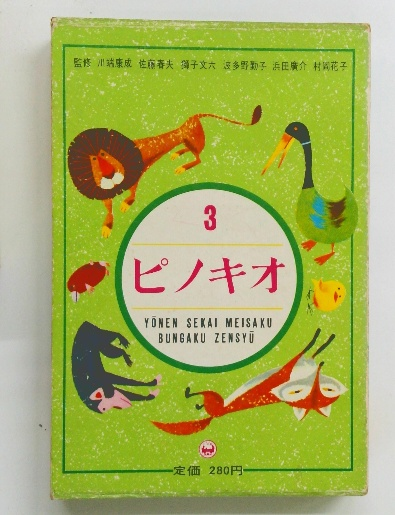 監修 川端康成 佐藤春夫 獅子文六 波多野勤子 浜田廣介 村岡花子
3
ピノキオ
YŌNEN SEKAI MEISAKU
BUNGAKU ZENSYŪ
定価 280円